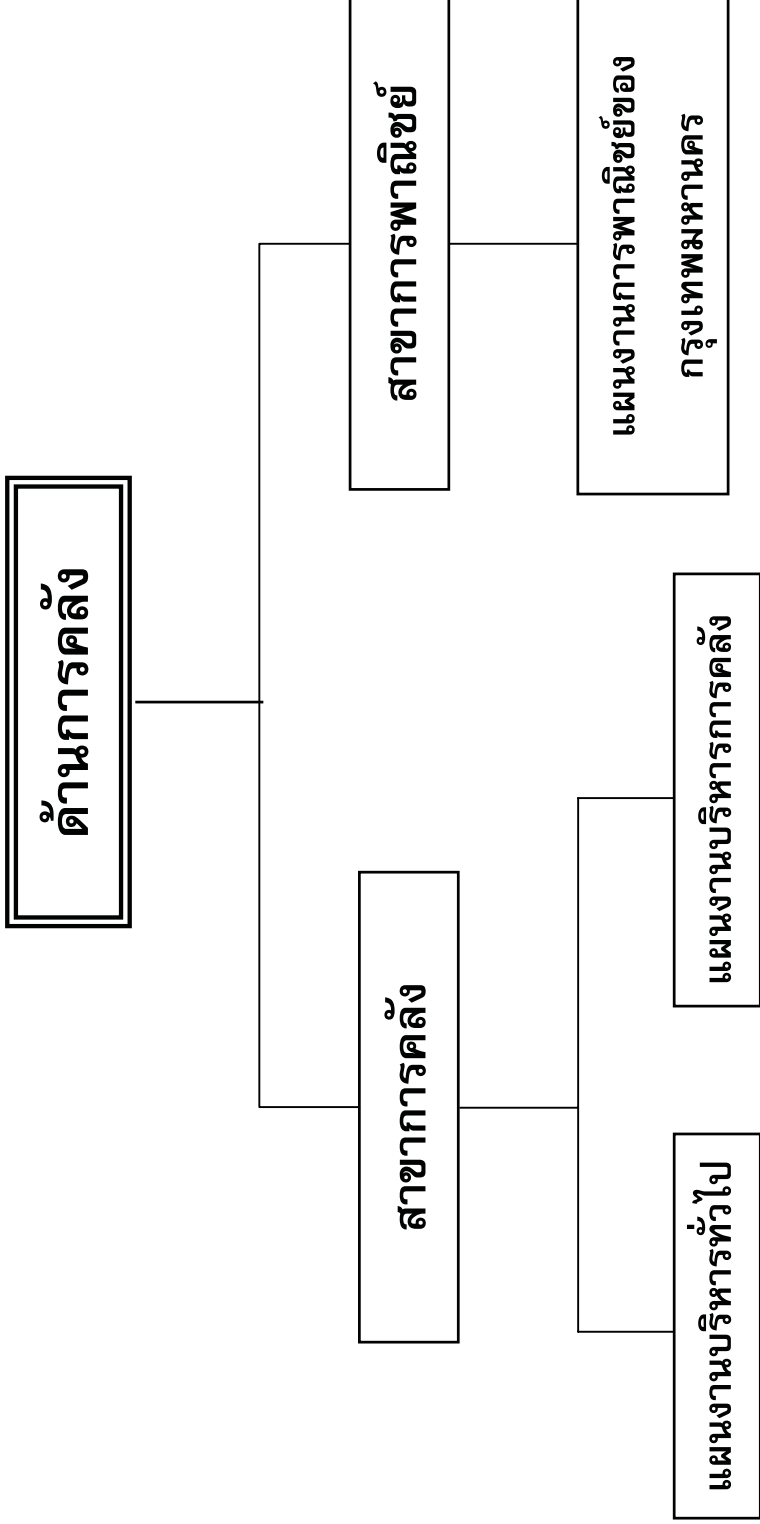 ด้านการคลัง
สาขาการคลัง
สาขาการพาณิชย์
แผนงานบริหารทั่วไป
แผนงานบริหารการคลัง
แผนงานการพาณิชย์ของ
กรุงเทพมหานคร